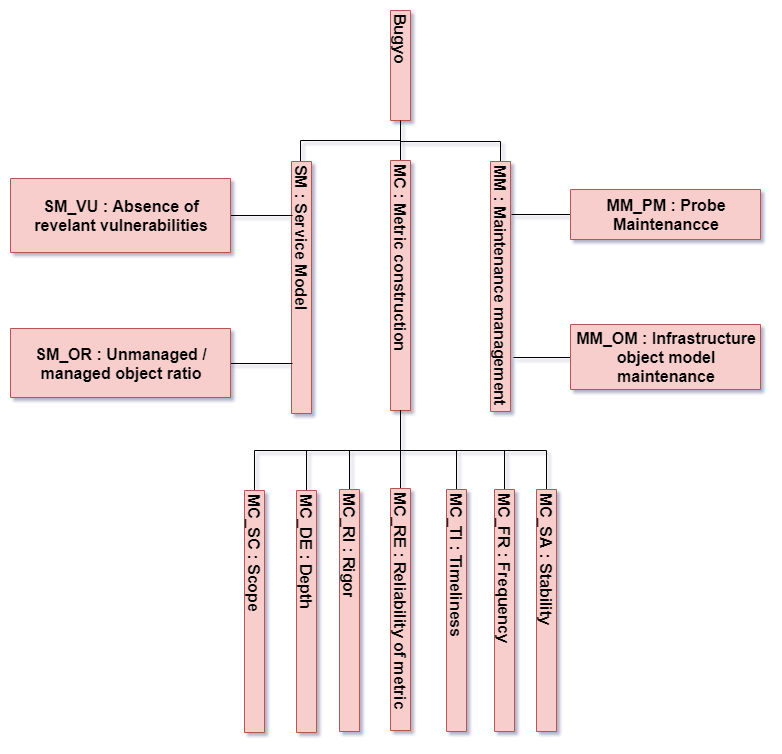 Bugyo
SM : Service Model
MC : Metric construction
MM : Maintenance management
SM_VU : Absence of
revelant vulnerabilities
MM_PM : Probe
Maintenancce
SM_OR : Unmanaged /
managed object ratio
MM_OM : Infrastructure
object model
maintenance
MC_SC : Scope
MC_DE : Depth
MC_RI : Rigor
MC_RE : Reliability of metric
MC_TI : Timeliness
MC_FR : Frequency
MC_SA : Stability